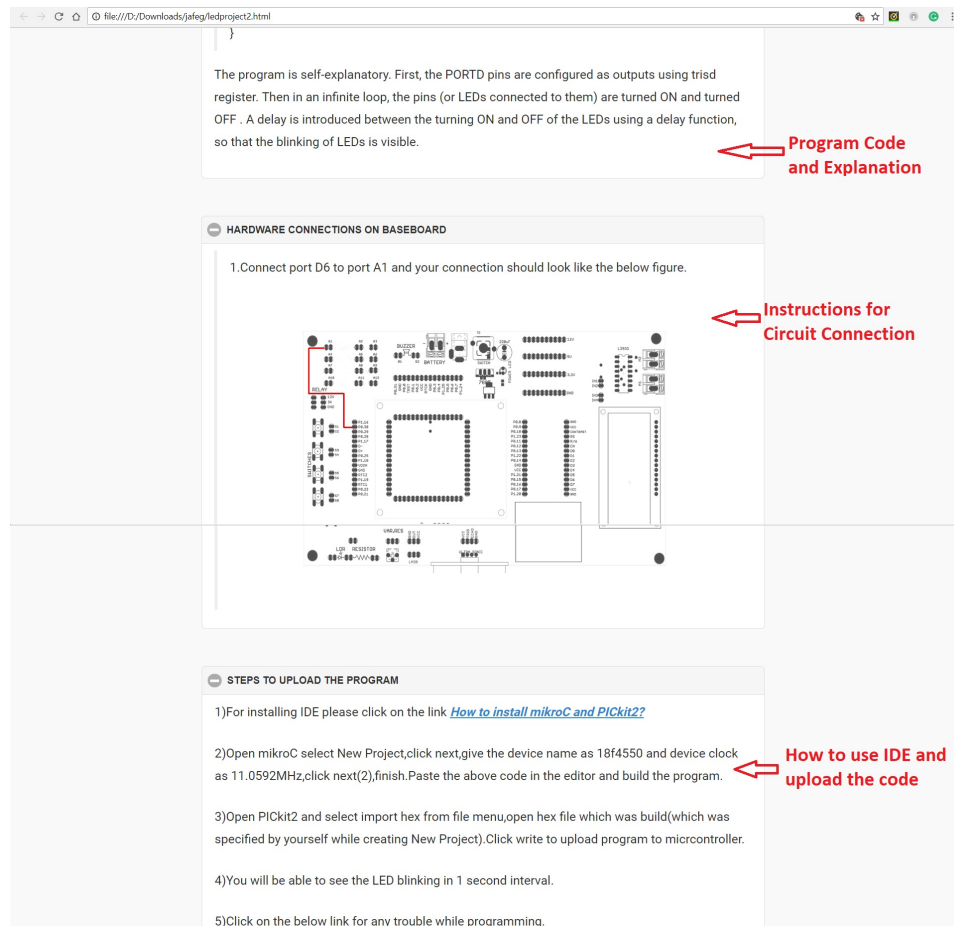 file:///D:/Downloads/jafeg/ledproject2.html
}
The program is self-explanatory. First, the PORTD pins are configured as outputs using trisd
register. Then in an infinite loop, the pins (or LEDs connected to them) are turned ON and turned
OFF . A delay is introduced between the turning ON and OFF of the LEDs using a delay function,
so that the blinking of LEDs is visible.
Program Code
and Explanation
HARDWARE CONNECTIONS ON BASEBOARD
1.Connect port D6 to port A1 and your connection should look like the below figure.
Instructions for
Circuit Connection
BUZZER
BATTERY
SWITCH
RELAY
SWITCHES
VAR.RES
LDR RESISTOR
STEPS TO UPLOAD THE PROGRAM
1)For installing IDE please click on the link How to install mikroC and PICkit2?
2)Open mikroC select New Project,click next,give the device name as 18f4550 and device clock
as 11.0592MHz,click next(2),finish.Paste the above code in the editor and build the program.
How to use IDE and
upload the code
3)Open PICkit2 and select import hex from file menu,open hex file which was build(which was
specified by yourself while creating New Project).Click write to upload program to micrcontroller.
4)You will be able to see the LED blinking in 1 second interval.
5)Click on the below link for any trouble while programming.